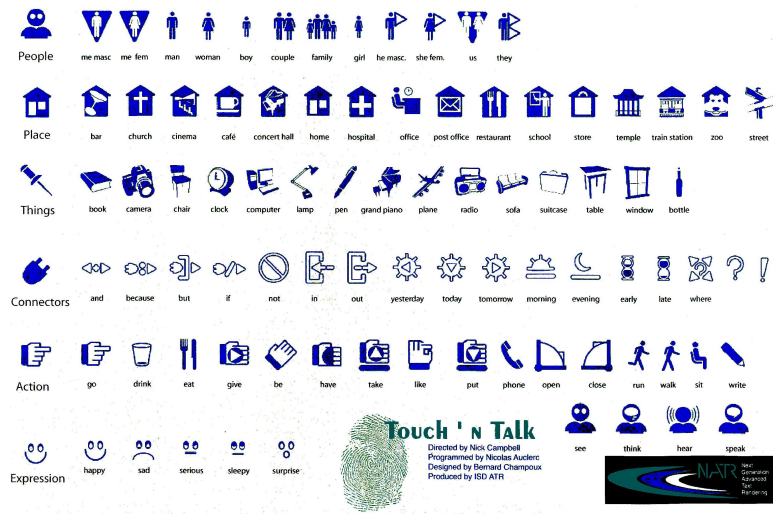 me masc me fem man woman boy couple family girl he masc. she fem. us they
People
bar church cinema café concert hall home hospital office post office restaurant school store temple train station zoo street
Place
book camera chair clock computer lamp pen grand piano plane radio sofa suitcase table window bottle
Things
and because but if not in out yesterday today tomorrow morning evening early late where ? !
Connectors
go drink eat give be have take like put phone open close run walk sit write
Action
happy sad serious sleepy surprise
Expression
Touch ' n Talk
Directed by Nick Campbell
Programmed by Nicolas Auclerc
Designed by Bernard Champoux
Produced by ISD ATR
see think hear speak
NATR
Next
Generation
Advanced
Text
Rendering